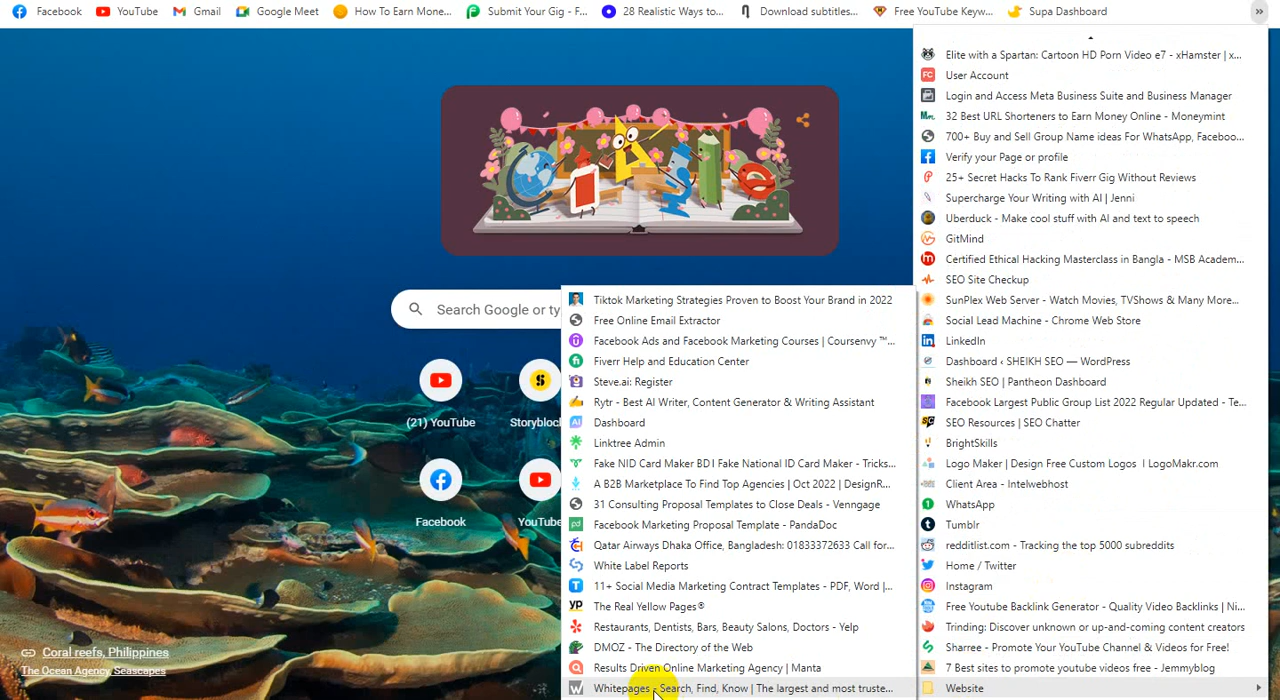 Facebook
YouTube
Gmail
Google Meet
How To Earn Mone...
Submit Your Gig - F...
28 Realistic Ways to...
Download subtitles...
Free YouTube Keyw...
Supa Dashboard
»
Search Google or ty
(21) YouTube
Storybloc
Facebook
YouTube
Coral reefs, Philippines
The Ocean Agency Seascapes
Tiktok Marketing Strategies Proven to Boost Your Brand in 2022
Free Online Email Extractor
Facebook Ads and Facebook Marketing Courses | Coursenvy ™...
Fiverr Help and Education Center
Steve.ai: Register
Rytr - Best AI Writer, Content Generator & Writing Assistant
Dashboard
Linktree Admin
Fake NID Card Maker BD I Fake National ID Card Maker - Tricks...
A B2B Marketplace To Find Top Agencies | Oct 2022 | DesignR...
31 Consulting Proposal Templates to Close Deals - Venngage
Facebook Marketing Proposal Template - PandaDoc
Qatar Airways Dhaka Office, Bangladesh: 01833372633 Call for...
White Label Reports
11+ Social Media Marketing Contract Templates - PDF, Word |...
The Real Yellow Pages®
Restaurants, Dentists, Bars, Beauty Salons, Doctors - Yelp
DMOZ - The Directory of the Web
Results Driven Online Marketing Agency | Manta
Whitepages - Search, Find, Know | The largest and most truste...
Elite with a Spartan: Cartoon HD Porn Video e7 - xHamster | x...
User Account
Login and Access Meta Business Suite and Business Manager
32 Best URL Shorteners to Earn Money Online - Moneymint
700+ Buy and Sell Group Name ideas For WhatsApp, Faceboo...
Verify your Page or profile
25+ Secret Hacks To Rank Fiverr Gig Without Reviews
Supercharge Your Writing with AI | Jenni
Uberduck - Make cool stuff with AI and text to speech
GitMind
Certified Ethical Hacking Masterclass in Bangla - MSB Academ...
SEO Site Checkup
SunPlex Web Server - Watch Movies, TVShows & Many More...
Social Lead Machine - Chrome Web Store
LinkedIn
Dashboard ‹ SHEIKH SEO — WordPress
Sheikh SEO | Pantheon Dashboard
Facebook Largest Public Group List 2022 Regular Updated - Te...
SEO Resources | SEO Chatter
BrightSkills
Logo Maker | Design Free Custom Logos | LogoMakr.com
Client Area - Intelwebhost
WhatsApp
Tumblr
redditlist.com - Tracking the top 5000 subreddits
Home / Twitter
Instagram
Free Youtube Backlink Generator - Quality Video Backlinks | Ni...
Trinding: Discover unknown or up-and-coming content creators
Sharree - Promote Your YouTube Channel & Videos for Free!
7 Best sites to promote youtube videos free - Jemmyblog
Website